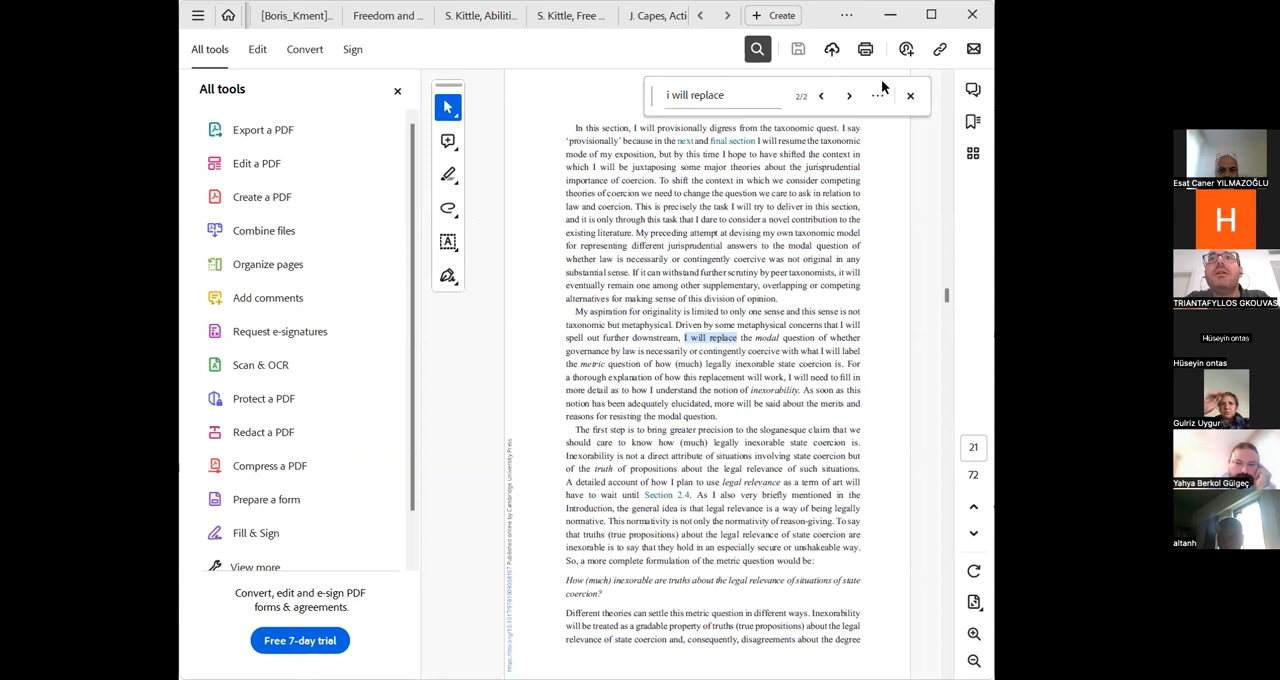 [Boris_Kment]...
Freedom and ...
S. Kittle, Abiliti...
S. Kittle, Free ...
J. Capes, Acti
Create
All tools
Edit
Convert
Sign
All tools
Export a PDF
Edit a PDF
Create a PDF
Combine files
Organize pages
Add comments
Request e-signatures
Scan & OCR
Protect a PDF
Redact a PDF
Compress a PDF
Prepare a form
Fill & Sign
View more
Convert, edit and e-sign PDF
forms & agreements.
Free 7-day trial
i will replace
2/2
In this section, I will provisionally digress from the taxonomic quest. I say
'provisionally' because in the next and final section I will resume the taxonomic
mode of my exposition, but by this time I hope to have shifted the context in
which I will be juxtaposing some major theories about the jurisprudential
importance of coercion. To shift the context in which we consider competing
theories of coercion we need to change the question we care to ask in relation to
law and coercion. This is precisely the task I will try to deliver in this section,
and it is only through this task that I dare to consider a novel contribution to the
existing literature. My preceding attempt at devising my own taxonomic model
for representing different jurisprudential answers to the modal question of
whether law is necessarily or contingently coercive was not original in any
substantial sense. If it can withstand further scrutiny by peer taxonomists, it will
eventually remain one among other supplementary, overlapping or competing
alternatives for making sense of this division of opinion.
My aspiration for originality is limited to only one sense and this sense is not
taxonomic but metaphysical. Driven by some metaphysical concerns that I will
spell out further downstream, I will replace the modal question of whether
governance by law is necessarily or contingently coercive with what I will label
the metric question of how (much) legally inexorable state coercion is. For
a thorough explanation of how this replacement will work, I will need to fill in
more detail as to how I understand the notion of inexorability. As soon as this
notion has been adequately elucidated, more will be said about the merits and
reasons for resisting the modal question.
The first step is to bring greater precision to the sloganesque claim that we
should care to know how (much) legally inexorable state coercion is.
Inexorability is not a direct attribute of situations involving state coercion but
of the truth of propositions about the legal relevance of such situations.
A detailed account of how I plan to use legal relevance as a term of art will
have to wait until Section 2.4. As I also very briefly mentioned in the
Introduction, the general idea is that legal relevance is a way of being legally
normative. This normativity is not only the normativity of reason-giving. To say
that truths (true propositions) about the legal relevance of state coercion are
inexorable is to say that they hold in an especially secure or unshakeable way.
So, a more complete formulation of the metric question would be:
How (much) inexorable are truths about the legal relevance of situations of state
coercion?
Different theories can settle this metric question in different ways. Inexorability
will be treated as a gradable property of truths (true propositions) about the legal
relevance of state coercion and, consequently, disagreements about the degree
Published online by Cambridge University Press
21
72
Esat Caner YILMAZOĞLU
H
TRIANTAFYLLOS GKOUVAS
Hüseyin ontas
Hüseyin ontas
Gulriz Uygur
Yahya Berkol Gülgeç
altanh